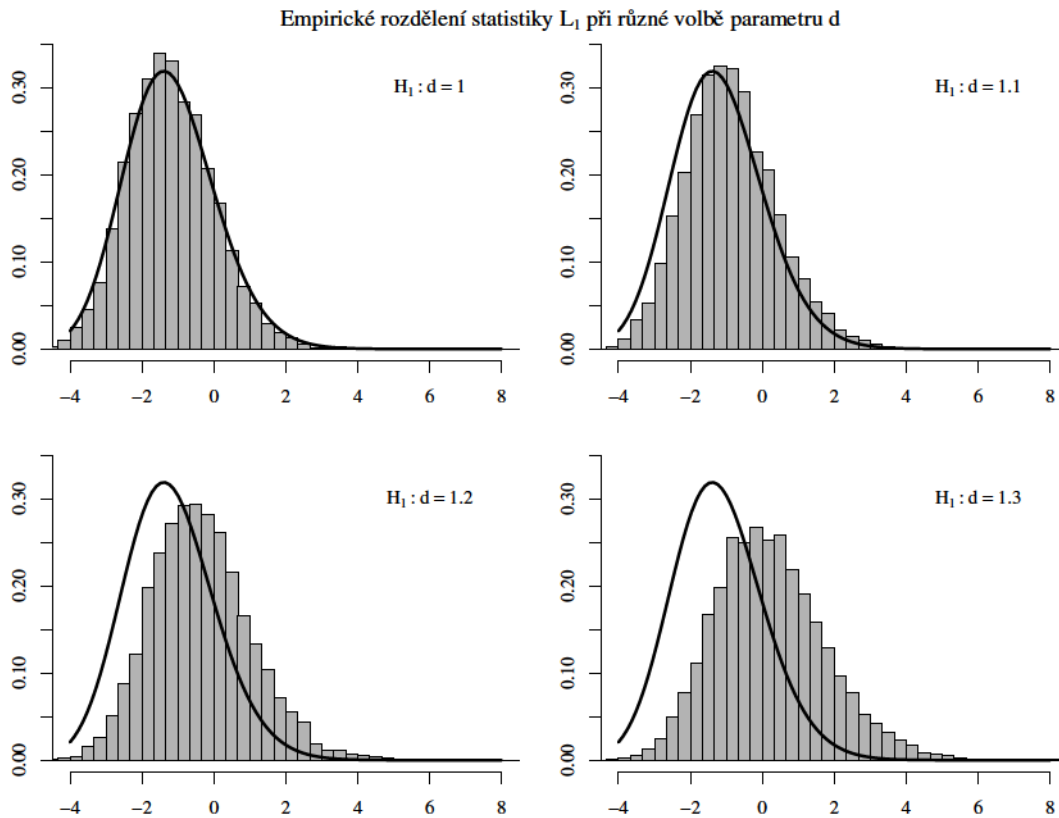 Empirické rozdělení statistiky L₁ při různé volbě parametru d
H₁ : d = 1
0.00 0.10 0.20 0.30
−4 −2 0 2 4 6 8
H₁ : d = 1.1
0.00 0.10 0.20 0.30
−4 −2 0 2 4 6 8
H₁ : d = 1.2
0.00 0.10 0.20 0.30
−4 −2 0 2 4 6 8
H₁ : d = 1.3
0.00 0.10 0.20 0.30
−4 −2 0 2 4 6 8